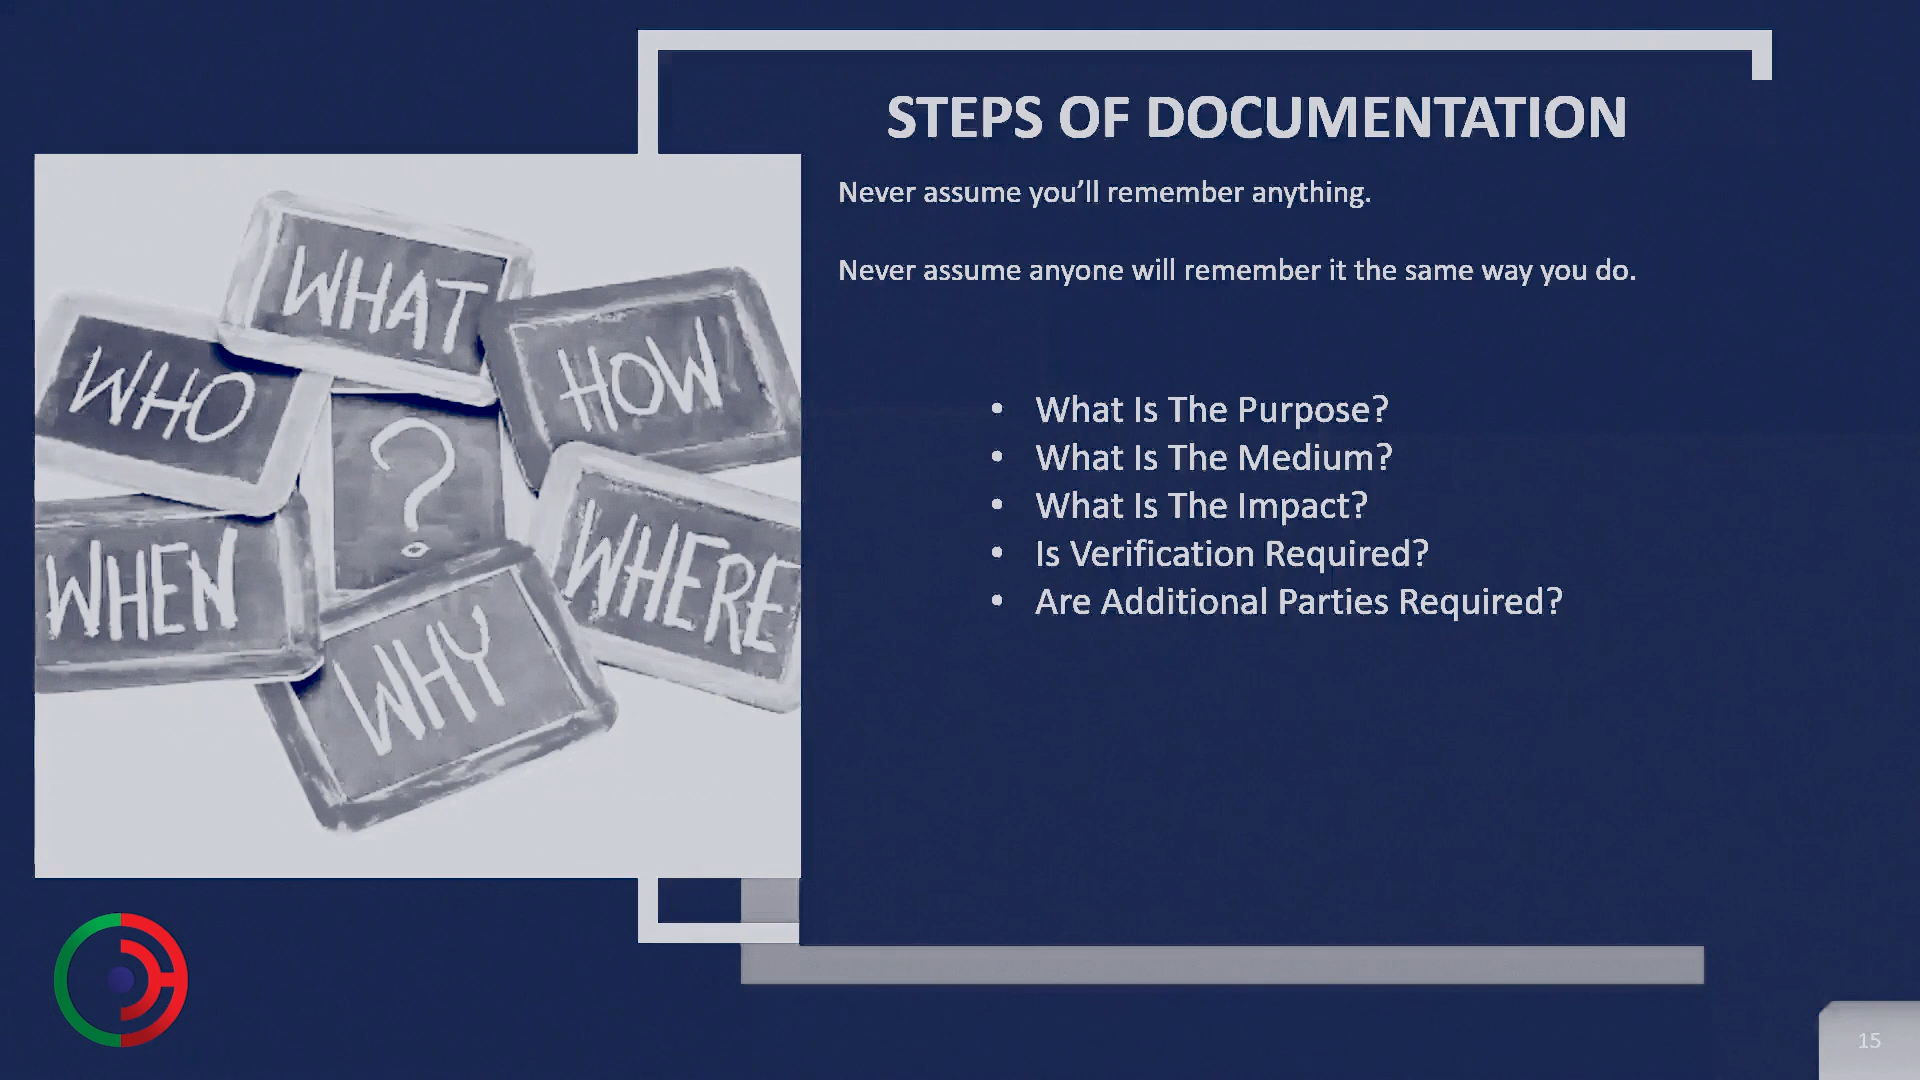 STEPS OF DOCUMENTATION
Never assume you’ll remember anything.
Never assume anyone will remember it the same way you do.
• What Is The Purpose?
• What Is The Medium?
• What Is The Impact?
• Is Verification Required?
• Are Additional Parties Required?
WHAT
HOW
WHO
?
WHERE
WHEN
WHY
15